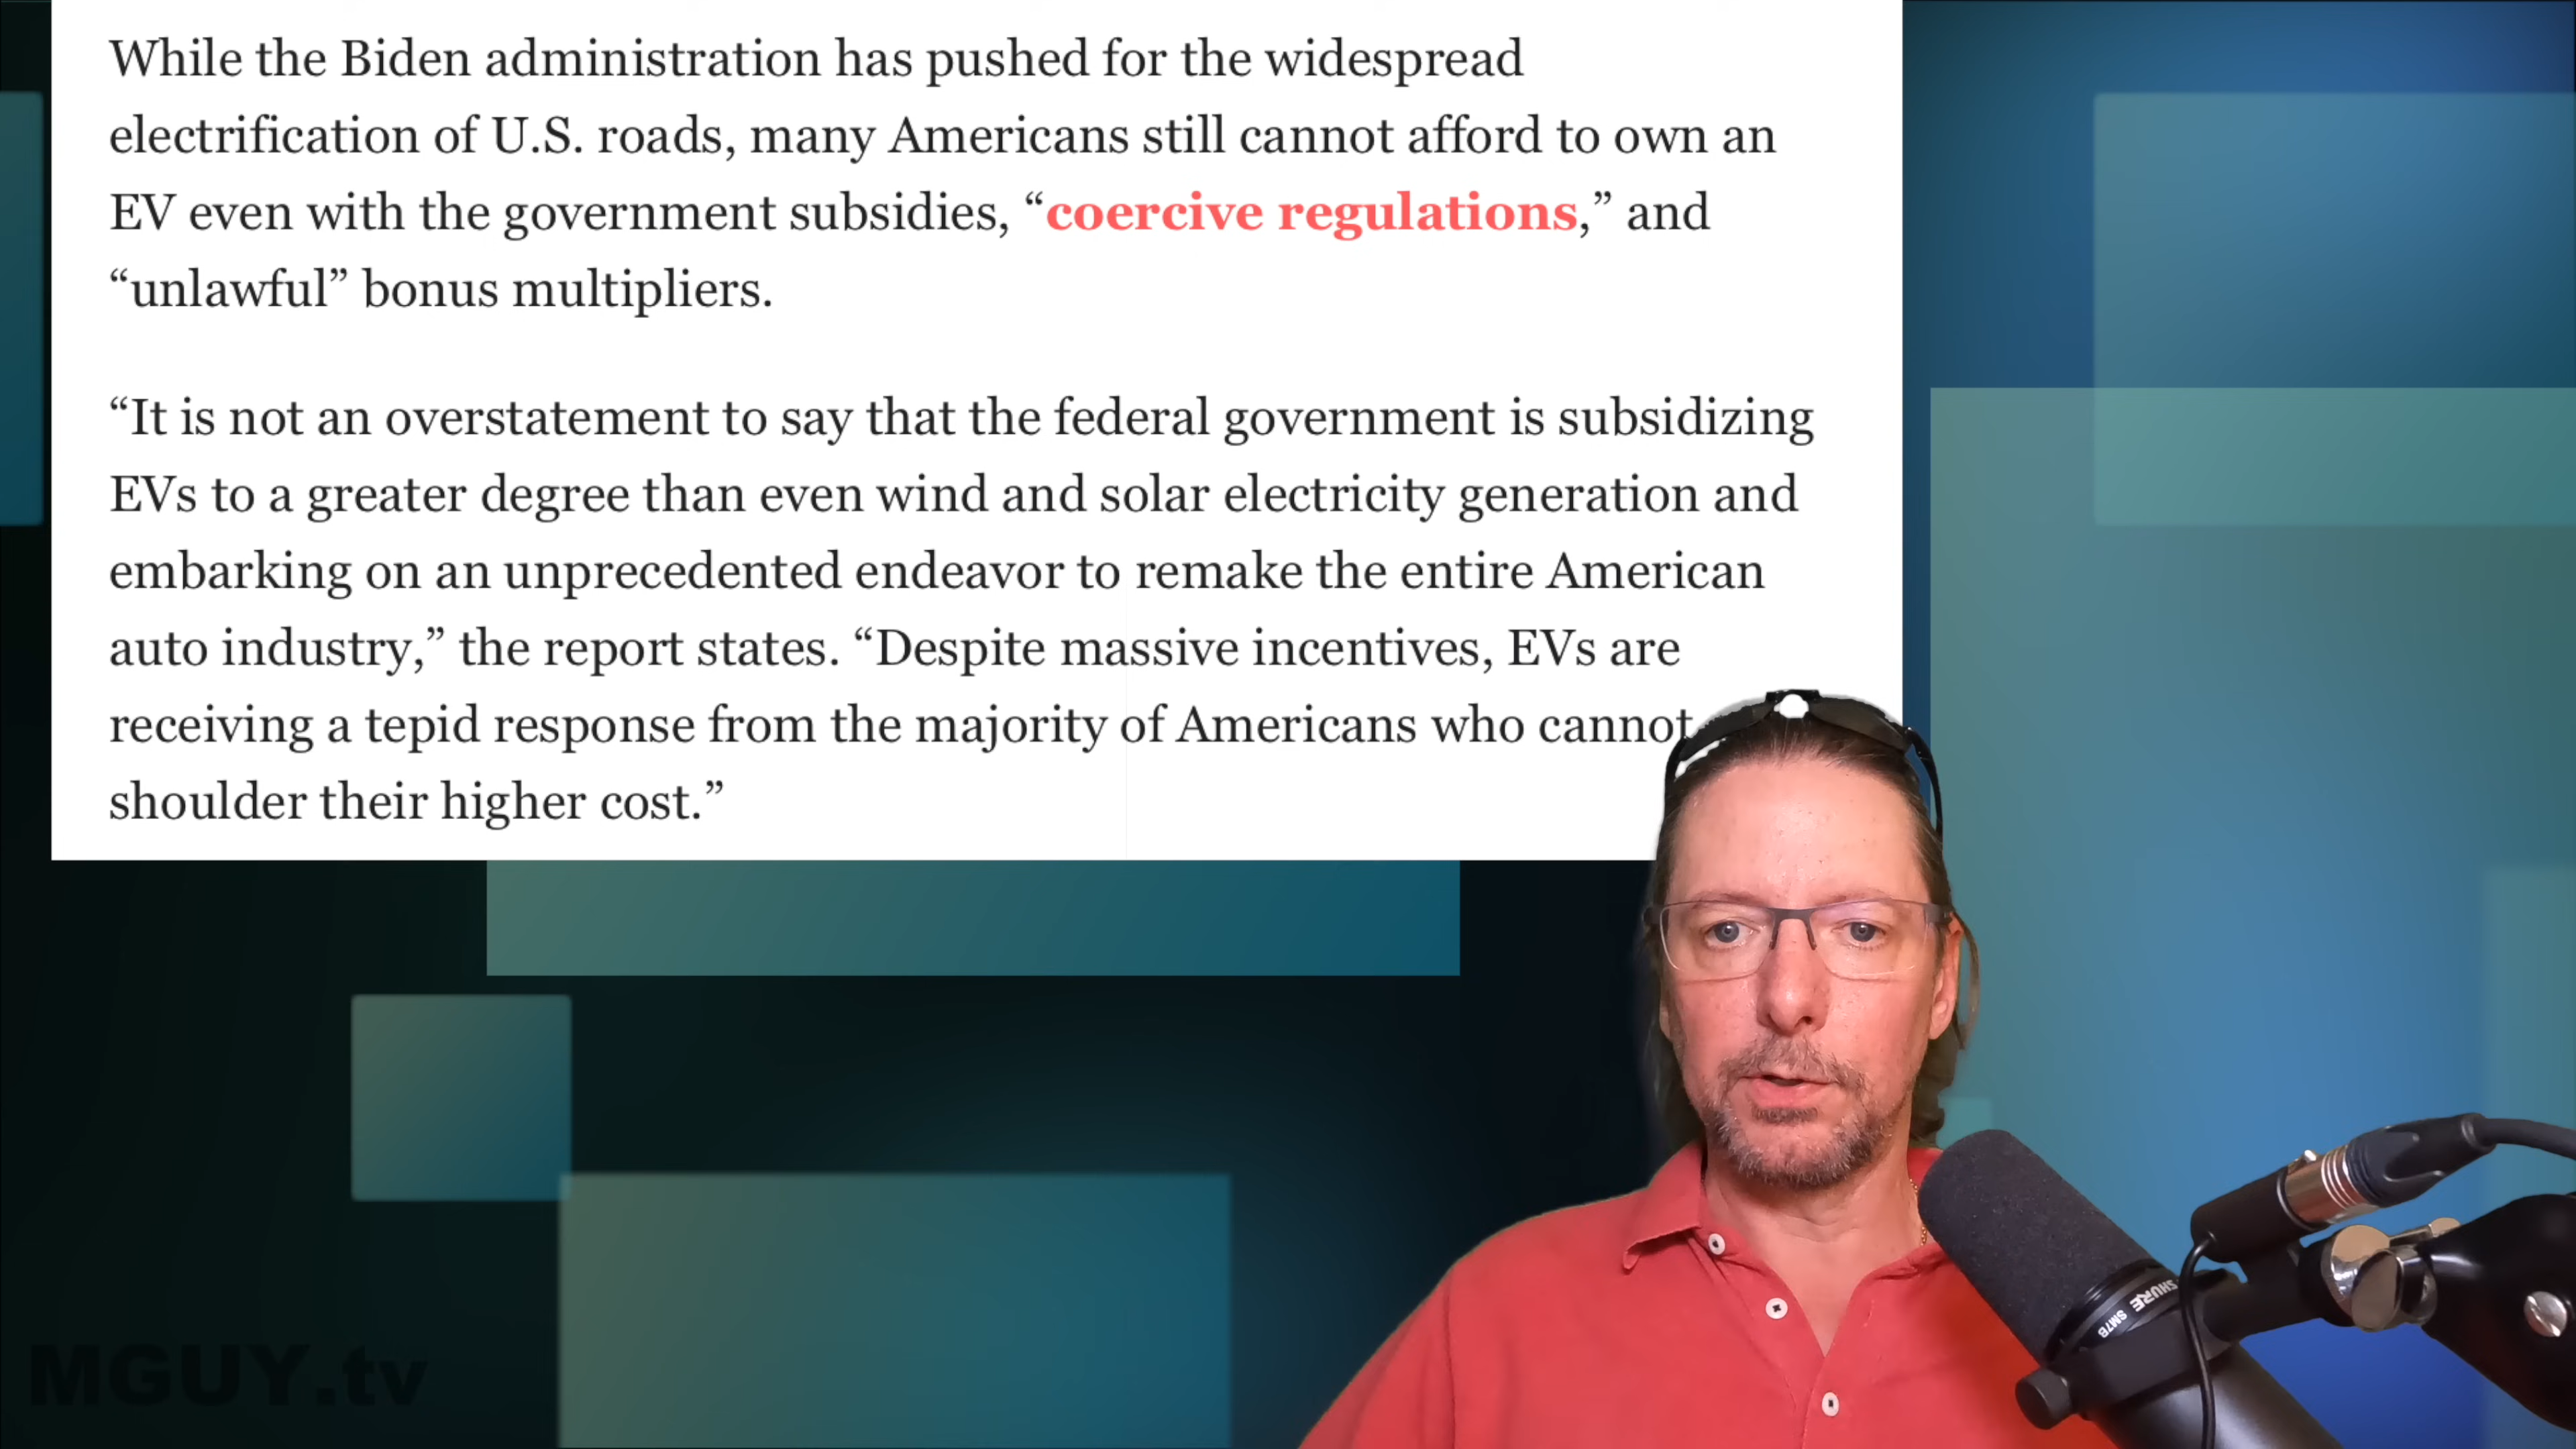 While the Biden administration has pushed for the widespread
electrification of U.S. roads, many Americans still cannot afford to own an
EV even with the government subsidies, “coercive regulations,” and
“unlawful” bonus multipliers.
“It is not an overstatement to say that the federal government is subsidizing
EVs to a greater degree than even wind and solar electricity generation and
embarking on an unprecedented endeavor to remake the entire American
auto industry,” the report states. “Despite massive incentives, EVs are
receiving a tepid response from the majority of Americans who cannot
shoulder their higher cost.”
SHURE
SM7B
MGUY.tv